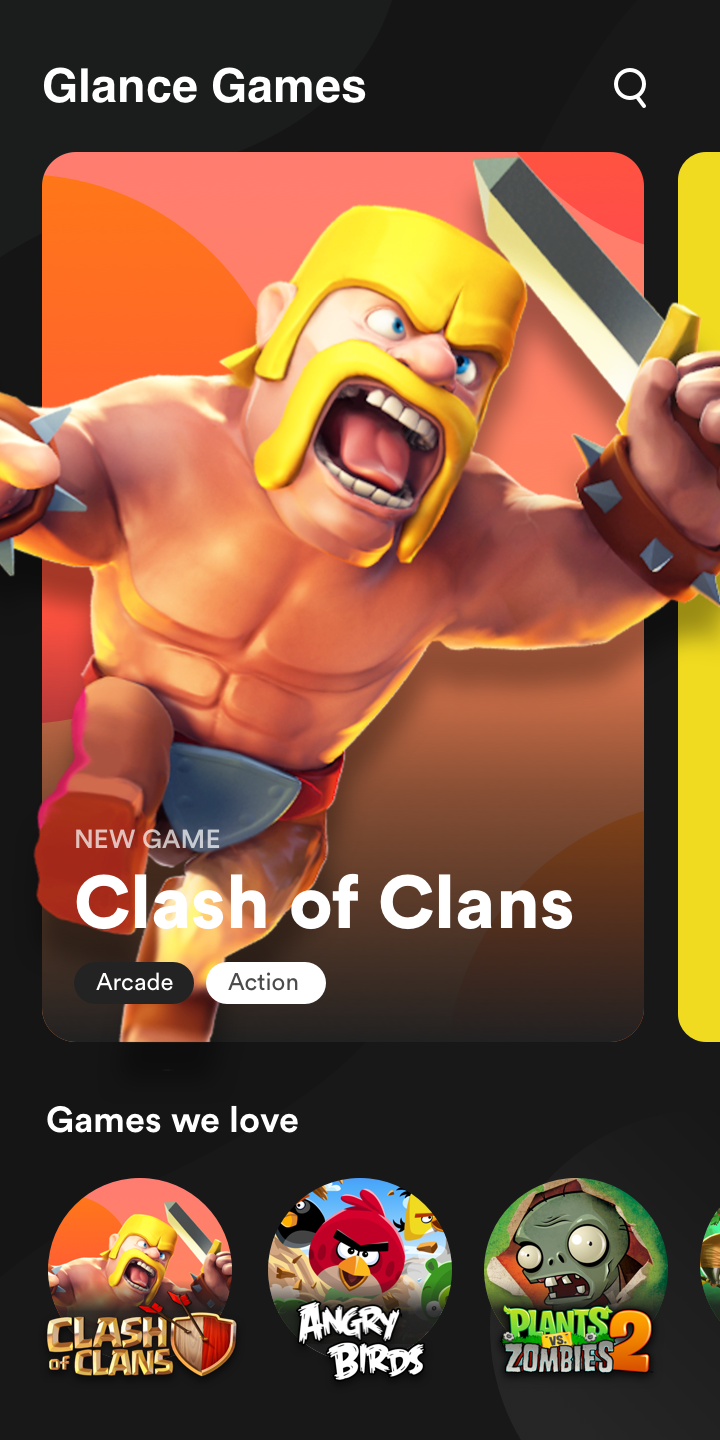 Glance Games
NEW GAME
Clash of Clans
Arcade
Action
Games we love
CLASH
OF CLANS
ANGRY
BIRDS
PLANTS
VS.
ZOMBIES 2